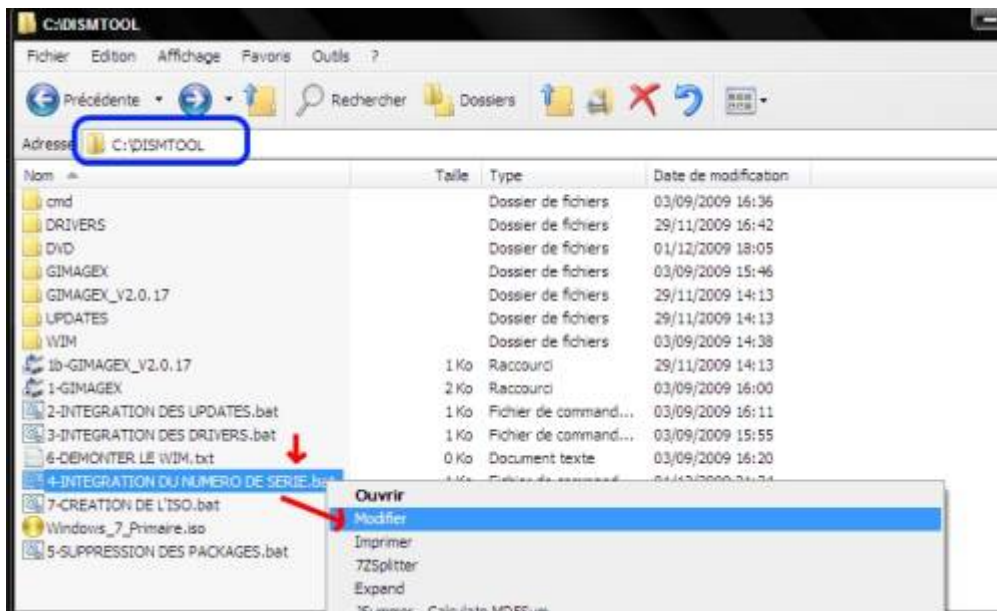 C:\DISMTOOL
Fichier Edition Affichage Favoris Outils ?
Précédente Rechercher Dossiers
Adresse C:\DISMTOOL
Nom Taille Type Date de modification
cmd Dossier de fichiers 03/09/2009 16:36
DRIVERS Dossier de fichiers 29/11/2009 16:42
DVD Dossier de fichiers 01/12/2009 18:05
GIMAGEX Dossier de fichiers 03/09/2009 15:46
GIMAGEX_V2.0.17 Dossier de fichiers 29/11/2009 14:13
UPDATES Dossier de fichiers 29/11/2009 14:13
WIM Dossier de fichiers 03/09/2009 14:38
1b-GIMAGEX_V2.0.17 1 Ko Raccourci 29/11/2009 14:13
1-GIMAGEX 2 Ko Raccourci 03/09/2009 16:00
2-INTEGRATION DES UPDATES.bat 1 Ko Fichier de command... 03/09/2009 16:11
3-INTEGRATION DES DRIVERS.bat 1 Ko Fichier de command... 03/09/2009 15:55
6-DEMONTER LE WIM.txt 0 Ko Document texte 03/09/2009 16:20
4-INTEGRATION DU NUMERO DE SERIE.bat
7-CREATION DE L'ISO.bat
Windows_7_Primaire.iso
5-SUPPRESSION DES PACKAGES.bat
Ouvrir
Modifier
Imprimer
7ZSplitter
Expand